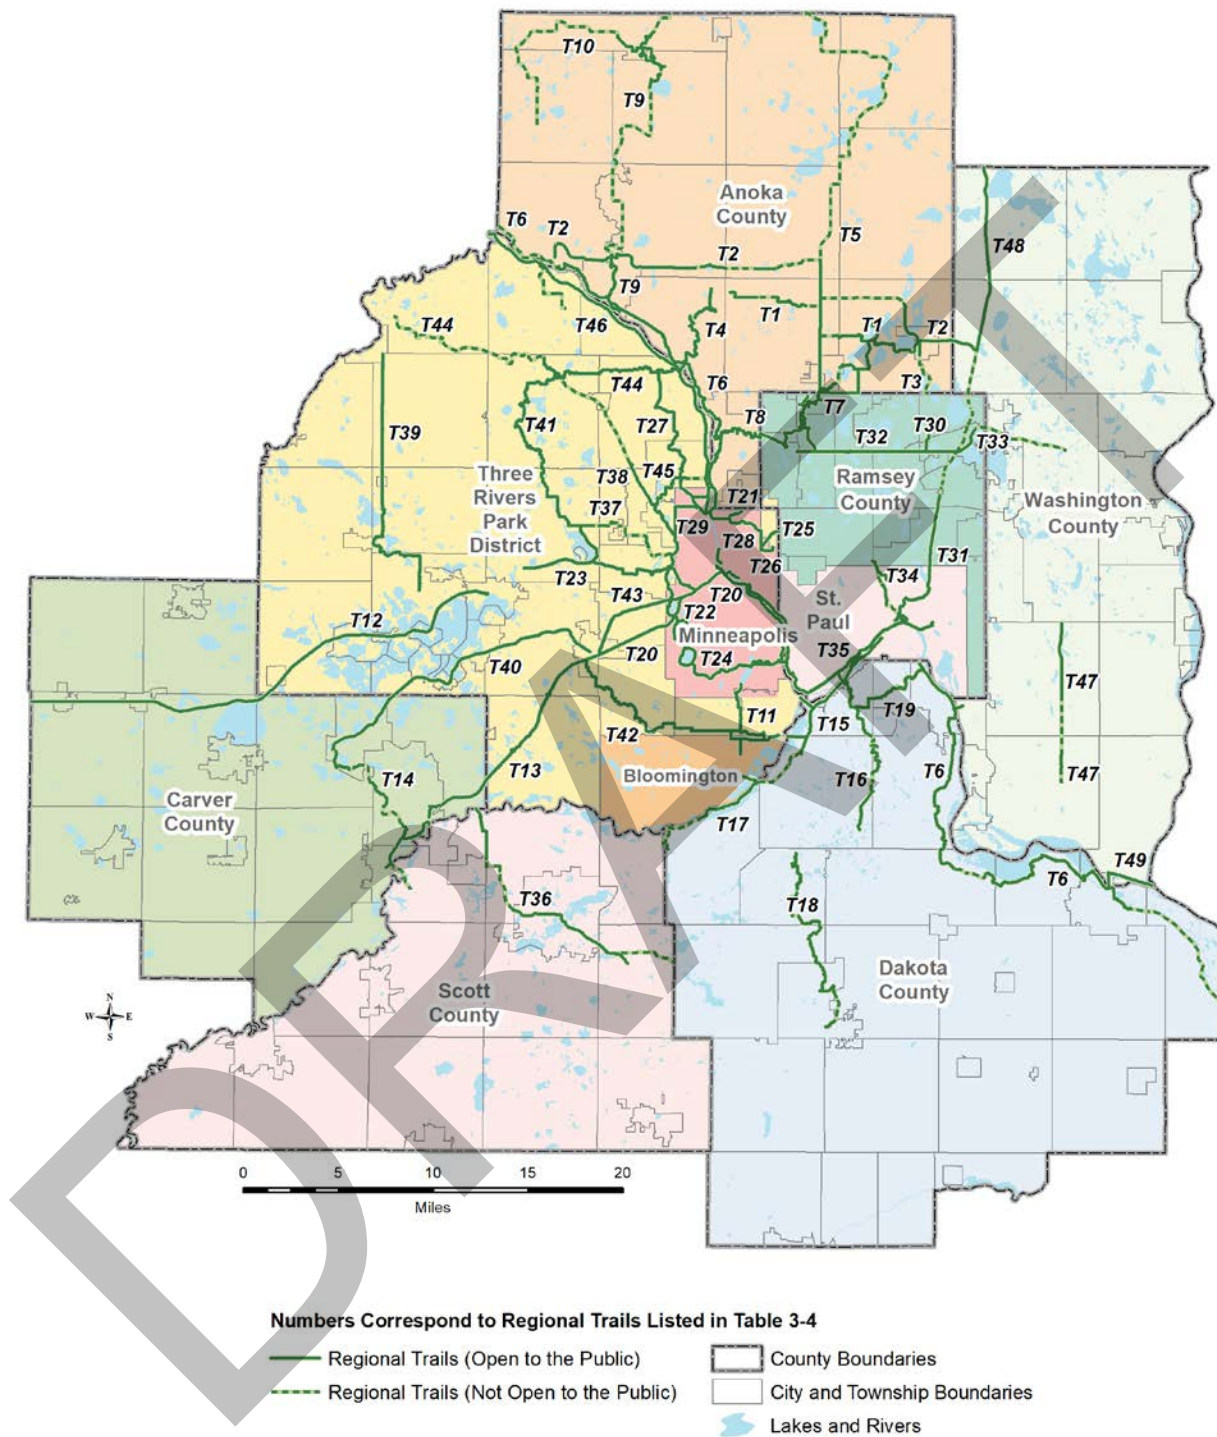 T10
T9
Anoka
County
T6
T2
T2
T5
T48
T9
T46
T44
T4
T1
T1
T2
T6
T3
T44
T41
T27
T8
T7
T39
T32
T30
T33
T38
T45
Three
Rivers
Park
District
Ramsey
County
Washington
County
T37
T21
T29
T28
T25
T26
T31
T23
T43
T20
T34
T12
T22
St.
Paul
Minneapolis
T40
T20
T24
T35
T47
T11
T15
T19
T42
T13
Bloomington
T16
T6
T47
T14
Carver
County
T17
T6
T49
T36
T18
Scott
County
Dakota
County
N
W E
S
0 5 10 15 20
Miles
DRAFT
Numbers Correspond to Regional Trails Listed in Table 3-4
Regional Trails (Open to the Public)
Regional Trails (Not Open to the Public)
County Boundaries
City and Township Boundaries
Lakes and Rivers